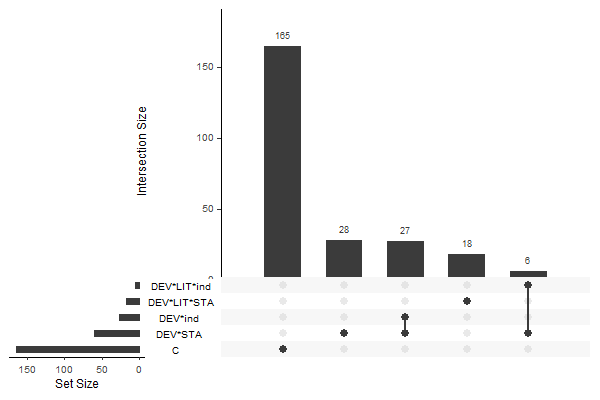 165
150
Intersection Size
100
50
28
27
18
6
0
DEV*LIT*ind
DEV*LIT*STA
DEV*ind
DEV*STA
C
150 100 50 0
Set Size